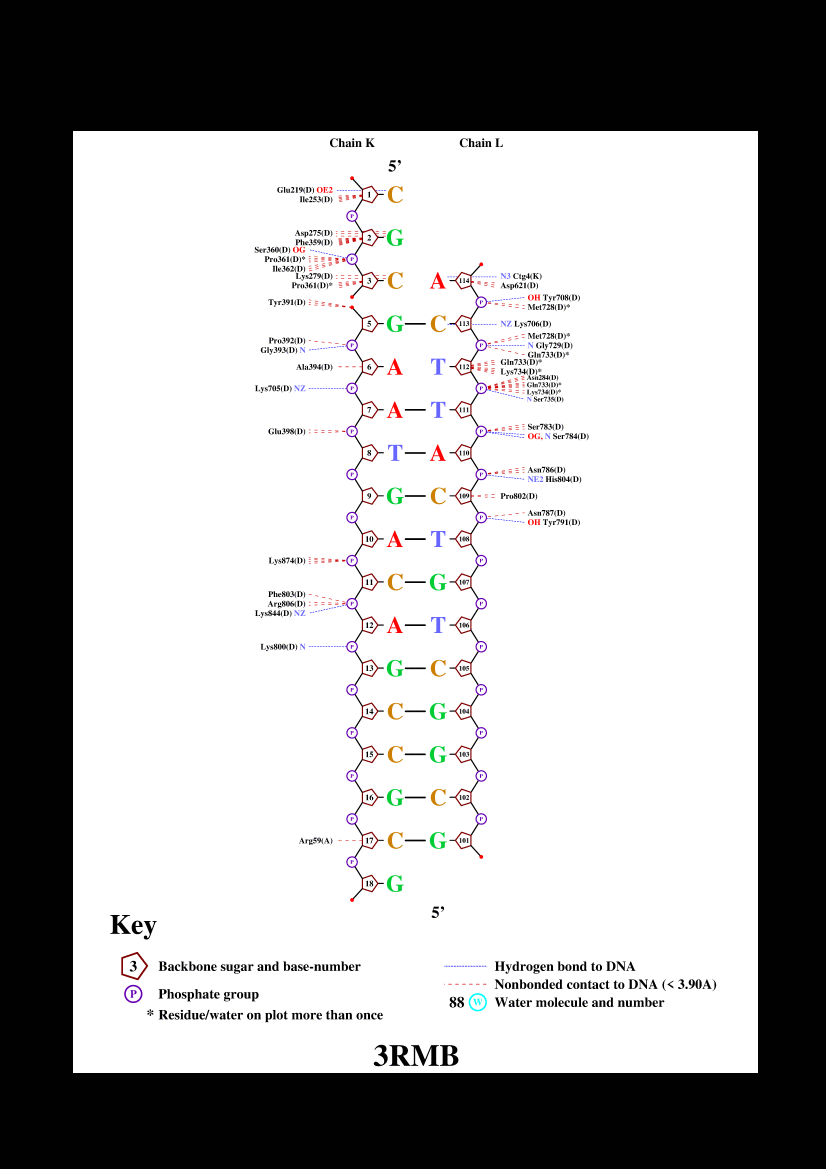 Chain K Chain L
5’
Glu219(D) OE2 1 C
Ile253(D)
P
Asp275(D) 2 G
Phe359(D)
Ser360(D) OG
Pro361(D)* P
Ile362(D)
Lys279(D) 3 C A 114 N3 Ctg4(K)
Pro361(D)* Asp621(D)
Tyr391(D) P OH Tyr708(D)
Met728(D)*
5 G C 113 NZ Lys706(D)
Pro392(D) Met728(D)*
Gly393(D) N P P N Gly729(D)
Gln733(D)*
Ala394(D) 6 A T 112 Gln733(D)*
Lys734(D)*
Asn284(D)
Lys705(D) NZ P P Gln733(D)*
Lys734(D)*
N Ser735(D)
7 A T 111
Glu398(D) P P Ser783(D)
OG, N Ser784(D)
8 T A 110
P P Asn786(D)
NE2 His804(D)
9 G C 109 Pro802(D)
P P Asn787(D)
OH Tyr791(D)
10 A T 108
Lys874(D) P P
11 C G 107
Phe803(D)
Arg806(D) P P
Lys844(D) NZ
12 A T 106
Lys800(D) N P P
13 G C 105
P P
14 C G 104
P P
15 C G 103
P P
16 G C 102
P P
Arg59(A) 17 C G 101
P
18 G
5’
Key
3 Backbone sugar and base-number
P Phosphate group
* Residue/water on plot more than once
Hydrogen bond to DNA
Nonbonded contact to DNA (< 3.90A)
88 W Water molecule and number
3RMB